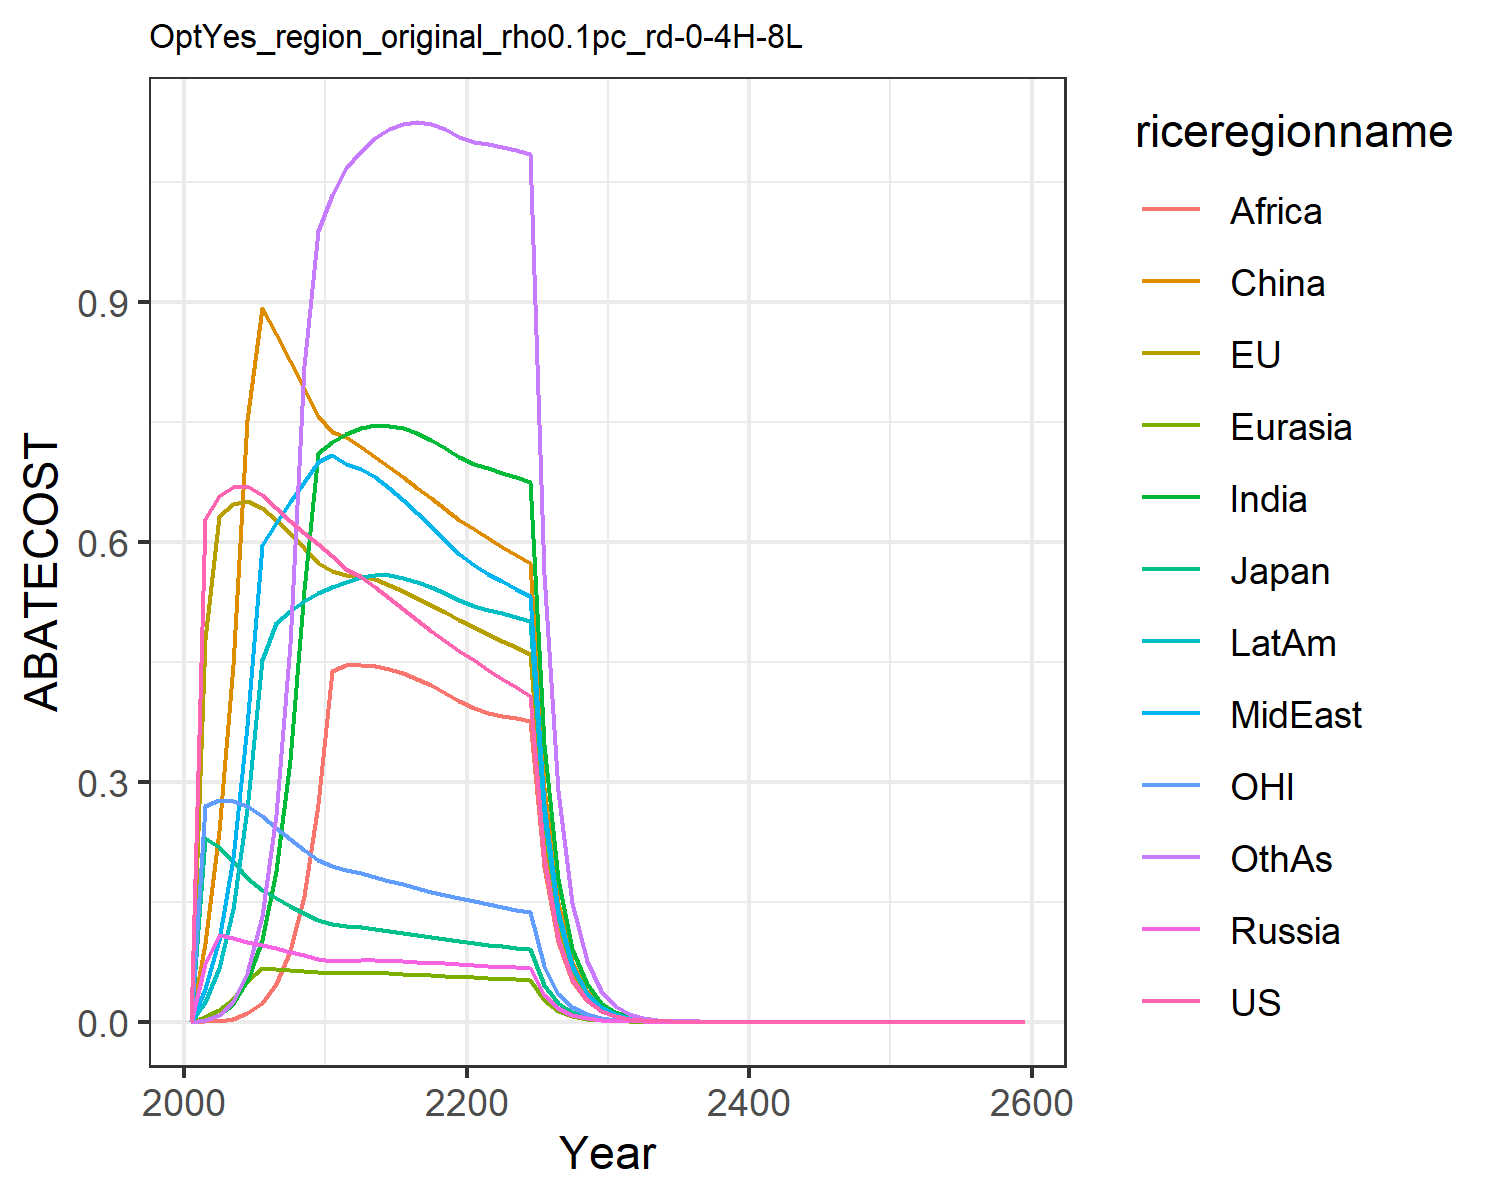 OptYes_region_original_rho0.1pc_rd-0-4H-8L
ABATECOST
0.9
0.6
0.3
0.0
2000
2200
2400
2600
Year
riceregionname
Africa
China
EU
Eurasia
India
Japan
LatAm
MidEast
OHI
OthAs
Russia
US